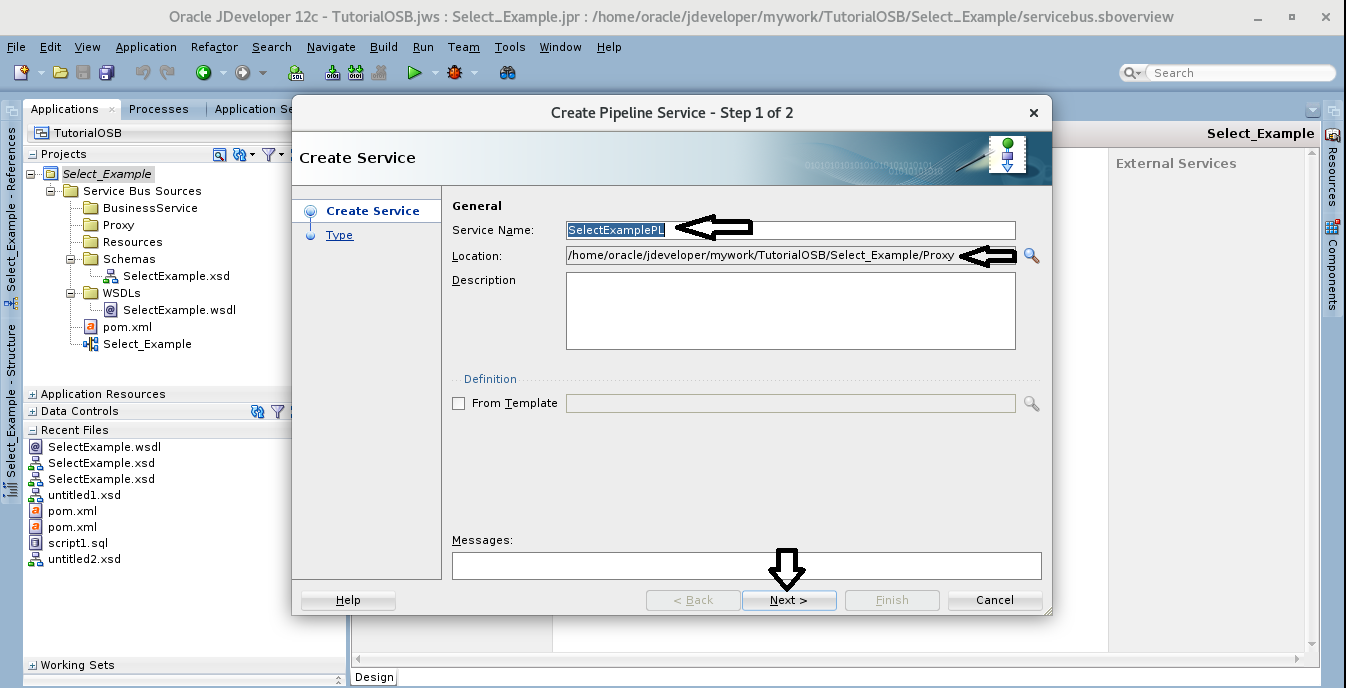 Oracle JDeveloper 12c - TutorialOSB.jws : Select_Example.jpr : /home/oracle/jdeveloper/mywork/TutorialOSB/Select_Example/servicebus.sboverview
File Edit View Application Refactor Search Navigate Build Run Team Tools Window Help
Search
Applications Processes Application Se
TutorialOSB
Projects
Select_Example
Service Bus Sources
BusinessService
Proxy
Resources
Schemas
SelectExample.xsd
WSDLs
SelectExample.wsdl
pom.xml
Select_Example
Application Resources
Data Controls
Recent Files
SelectExample.wsdl
SelectExample.xsd
SelectExample.xsd
untitled1.xsd
pom.xml
pom.xml
script1.sql
untitled2.xsd
Working Sets
Select_Example - References
Select_Example - Structure
Create Pipeline Service - Step 1 of 2
Create Service
Create Service
Type
General
Service Name: SelectExamplePL
Location: /home/oracle/jdeveloper/mywork/TutorialOSB/Select_Example/Proxy
Description
Definition
From Template
Messages:
Help < Back Next > Finish Cancel
Select_Example
External Services
Resources
Components
Design